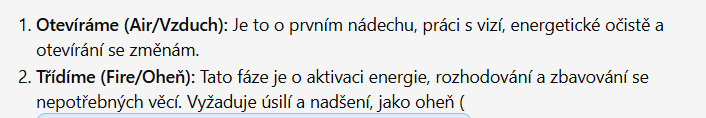 1. Otevíráme (Air/Vzduch): Je to o prvním nádechu, práci s vizí, energetické očistě a
otevírání se změnám.
2. Třídíme (Fire/Oheň): Tato fáze je o aktivaci energie, rozhodování a zbavování se
nepotřebných věcí. Vyžaduje úsilí a nadšení, jako oheň (